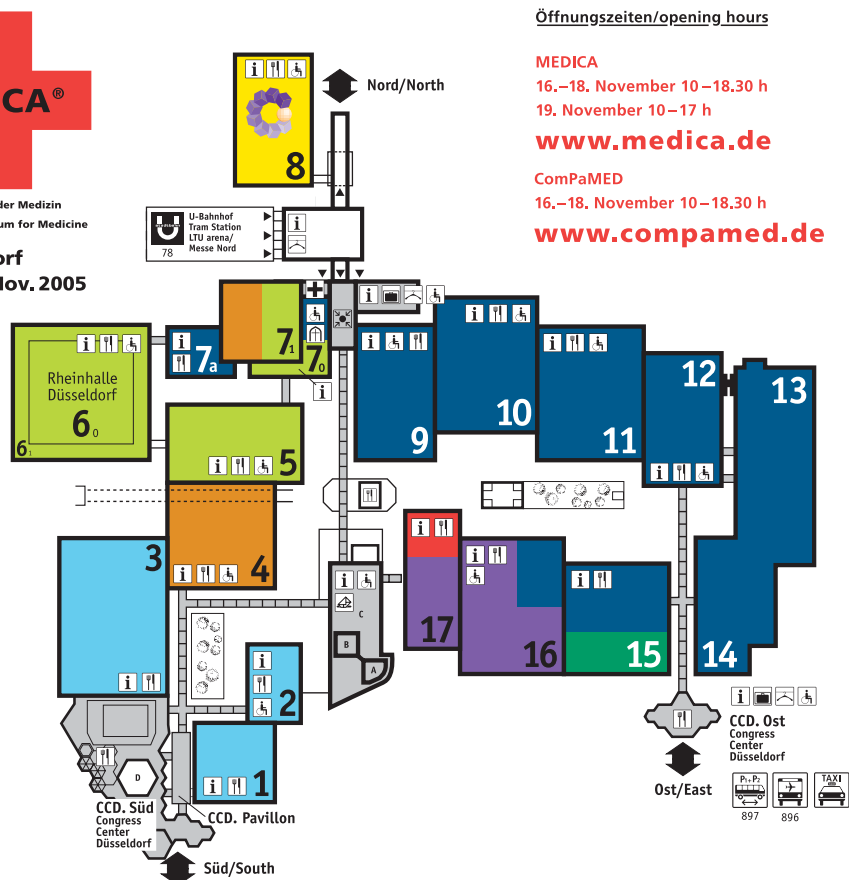 Öffnungszeiten/opening hours
MEDICA
16.–18. November 10–18.30 h
19. November 10–17 h
www.medica.de
ComPaMED
16.–18. November 10–18.30 h
www.compamed.de
CA®
der Medizin
um for Medicine
orf
Nov. 2005
Nord/North
8
U-Bahnhof
Tram Station
LTU arena/
Messe Nord
78
i
7a
71
70
i
Rheinhalle
Düsseldorf
60
61
5
9
10
11
12
13
3
4
C
B
A
17
16
15
14
2
1
D
CCD. Süd
Congress
Center
Düsseldorf
CCD. Pavillon
Süd/South
CCD. Ost
Congress
Center
Düsseldorf
Ost/East
P1+P2
TAXI
897
896